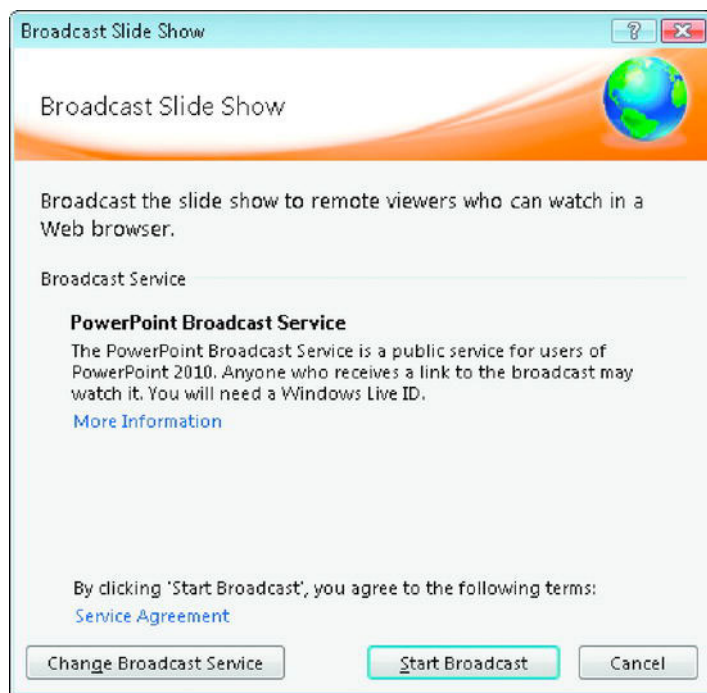 Broadcast Slide Show
Broadcast Slide Show
Broadcast the slide show to remote viewers who can watch in a
Web browser.
Broadcast Service
PowerPoint Broadcast Service
The PowerPoint Broadcast Service is a public service for users of
PowerPoint 2010. Anyone who receives a link to the broadcast may
watch it. You will need a Windows Live ID.
More Information
By clicking 'Start Broadcast', you agree to the following terms:
Service Agreement
Change Broadcast Service Start Broadcast Cancel